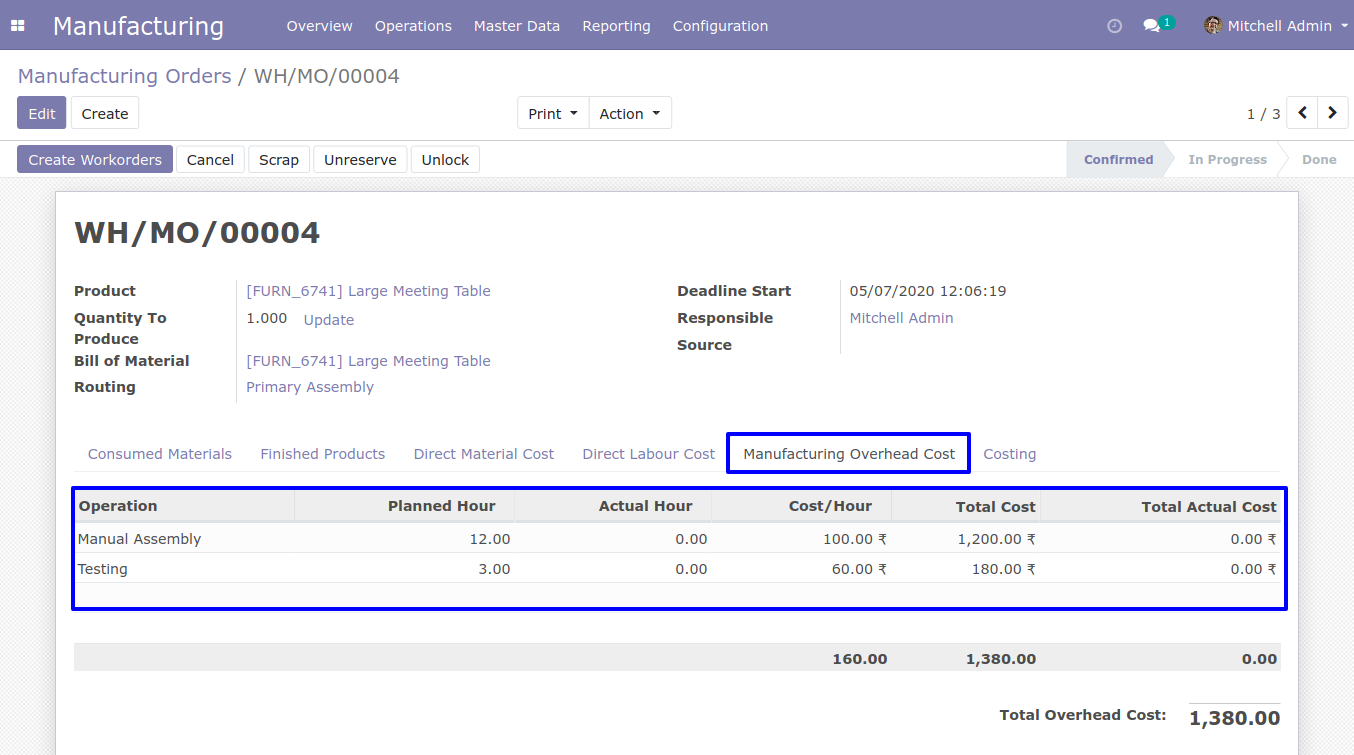 Manufacturing Overview Operations Master Data Reporting Configuration 1 Mitchell Admin
Manufacturing Orders / WH/MO/00004
Edit Create Print Action 1 / 3
Create Workorders Cancel Scrap Unreserve Unlock Confirmed In Progress Done
WH/MO/00004
Product [FURN_6741] Large Meeting Table Deadline Start 05/07/2020 12:06:19
Quantity To Produce 1.000 Update Responsible Mitchell Admin
Source
Bill of Material [FURN_6741] Large Meeting Table
Routing Primary Assembly
Consumed Materials Finished Products Direct Material Cost Direct Labour Cost Manufacturing Overhead Cost Costing
Operation Planned Hour Actual Hour Cost/Hour Total Cost Total Actual Cost
Manual Assembly 12.00 0.00 100.00 ₹ 1,200.00 ₹ 0.00 ₹
Testing 3.00 0.00 60.00 ₹ 180.00 ₹ 0.00 ₹
160.00 1,380.00 0.00
Total Overhead Cost: 1,380.00